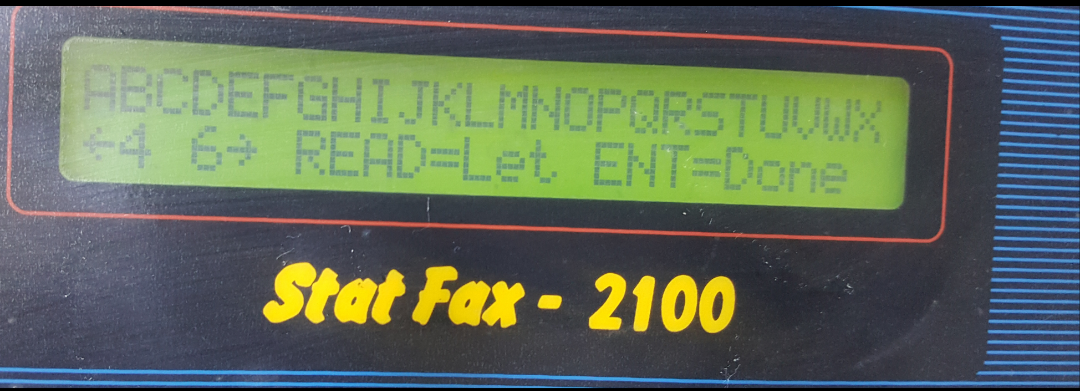 ABCDEFGHIJKLMNOPQRSTUVWX
←4 6→ READ=Let ENT=Done
Stat Fax - 2100